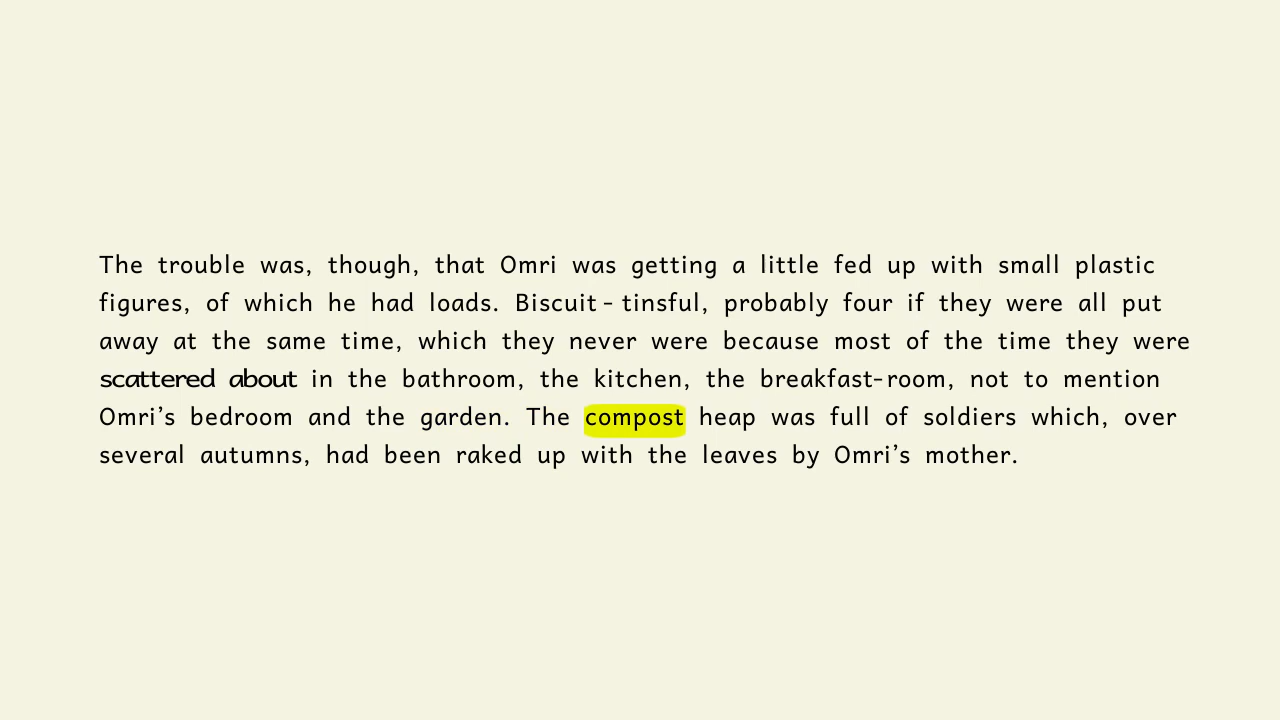 The trouble was, though, that Omri was getting a little fed up with small plastic
figures, of which he had loads. Biscuit - tinsful, probably four if they were all put
away at the same time, which they never were because most of the time they were
scattered about in the bathroom, the kitchen, the breakfast-room, not to mention
Omri’s bedroom and the garden. The compost heap was full of soldiers which, over
several autumns, had been raked up with the leaves by Omri’s mother.